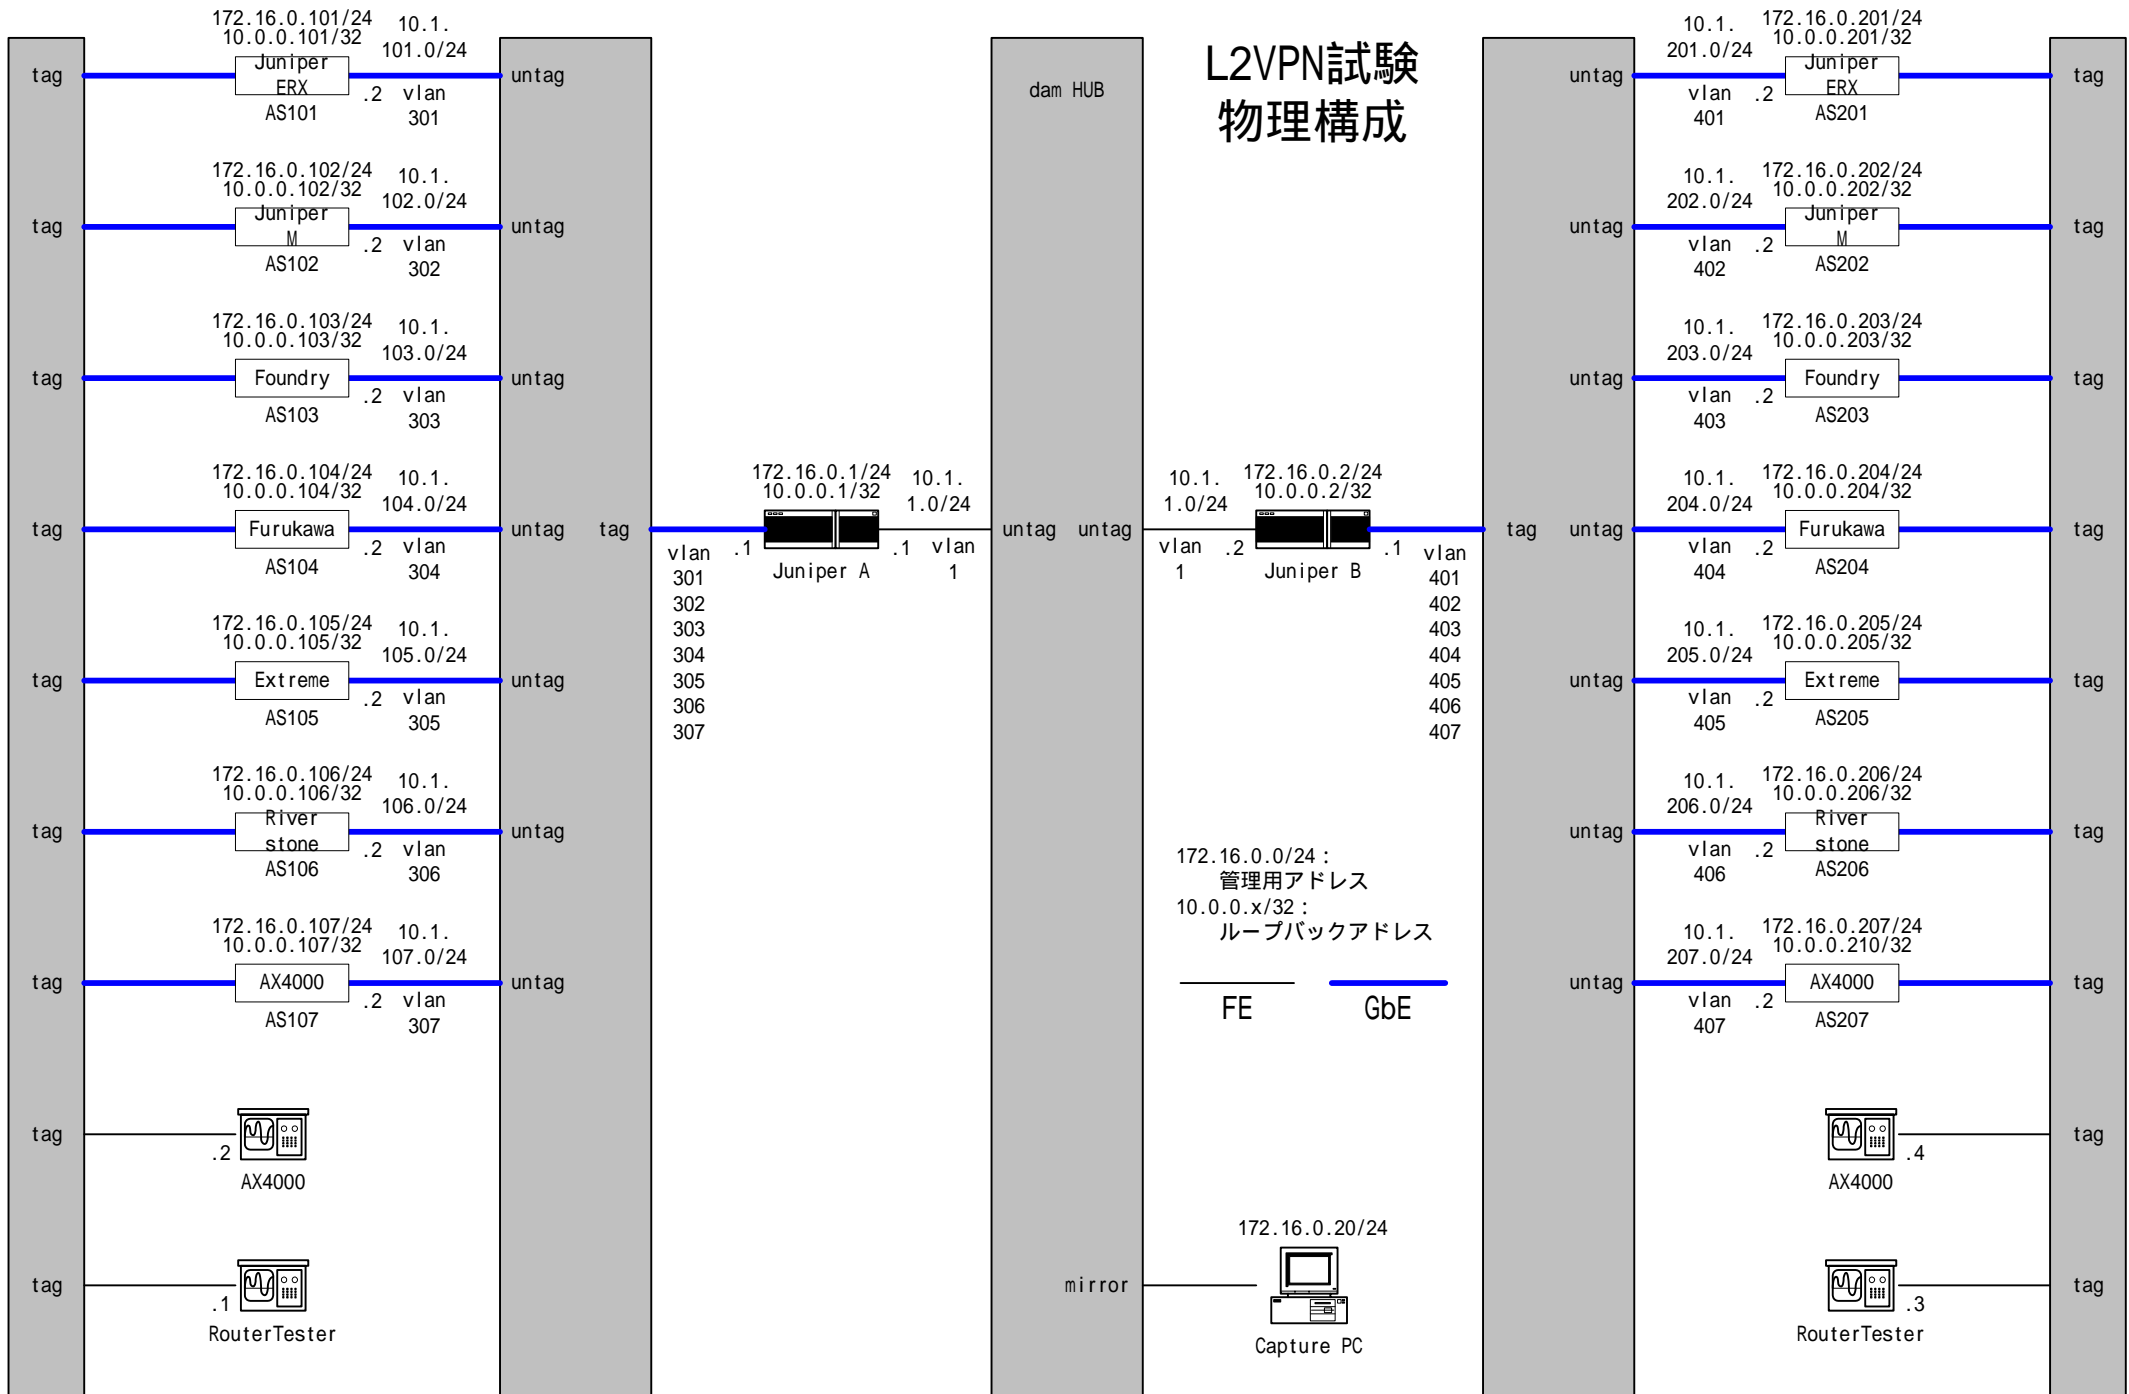 L2VPN試験
物理構成
dam HUB
172.16.0.101/24
10.0.0.101/32
10.1.
101.0/24
tag
Juniper
ERX
untag
.2
vlan
301
AS101
172.16.0.102/24
10.0.0.102/32
10.1.
102.0/24
tag
Juniper
M
untag
.2
vlan
302
AS102
172.16.0.103/24
10.0.0.103/32
10.1.
103.0/24
tag
Foundry
untag
.2
vlan
303
AS103
172.16.0.104/24
10.0.0.104/32
10.1.
104.0/24
tag
Furukawa
untag
.2
vlan
304
AS104
172.16.0.105/24
10.0.0.105/32
10.1.
105.0/24
tag
Extreme
untag
.2
vlan
305
AS105
172.16.0.106/24
10.0.0.106/32
10.1.
106.0/24
tag
River
stone
untag
.2
vlan
306
AS106
172.16.0.107/24
10.0.0.107/32
10.1.
107.0/24
tag
AX4000
untag
.2
vlan
307
AS107
tag
.2
AX4000
tag
.1
RouterTester
tag
vlan
301
302
303
304
305
306
307
.1
172.16.0.1/24
10.0.0.1/32
Juniper A
10.1.
1.0/24
.1
vlan
1
untag
untag
10.1.
1.0/24
vlan
1
.2
172.16.0.2/24
10.0.0.2/32
Juniper B
.1
vlan
401
402
403
404
405
406
407
tag
172.16.0.0/24:
管理用アドレス
10.0.0.x/32:
ループバックアドレス
FE
GbE
172.16.0.20/24
mirror
Capture PC
10.1.
201.0/24
172.16.0.201/24
10.0.0.201/32
untag
Juniper
ERX
tag
vlan
401
.2
AS201
10.1.
202.0/24
172.16.0.202/24
10.0.0.202/32
untag
Juniper
M
tag
vlan
402
.2
AS202
10.1.
203.0/24
172.16.0.203/24
10.0.0.203/32
untag
Foundry
tag
vlan
403
.2
AS203
10.1.
204.0/24
172.16.0.204/24
10.0.0.204/32
untag
Furukawa
tag
vlan
404
.2
AS204
10.1.
205.0/24
172.16.0.205/24
10.0.0.205/32
untag
Extreme
tag
vlan
405
.2
AS205
10.1.
206.0/24
172.16.0.206/24
10.0.0.206/32
untag
River
stone
tag
vlan
406
.2
AS206
10.1.
207.0/24
172.16.0.207/24
10.0.0.210/32
untag
AX4000
tag
vlan
407
.2
AS207
.4
tag
AX4000
.3
tag
RouterTester